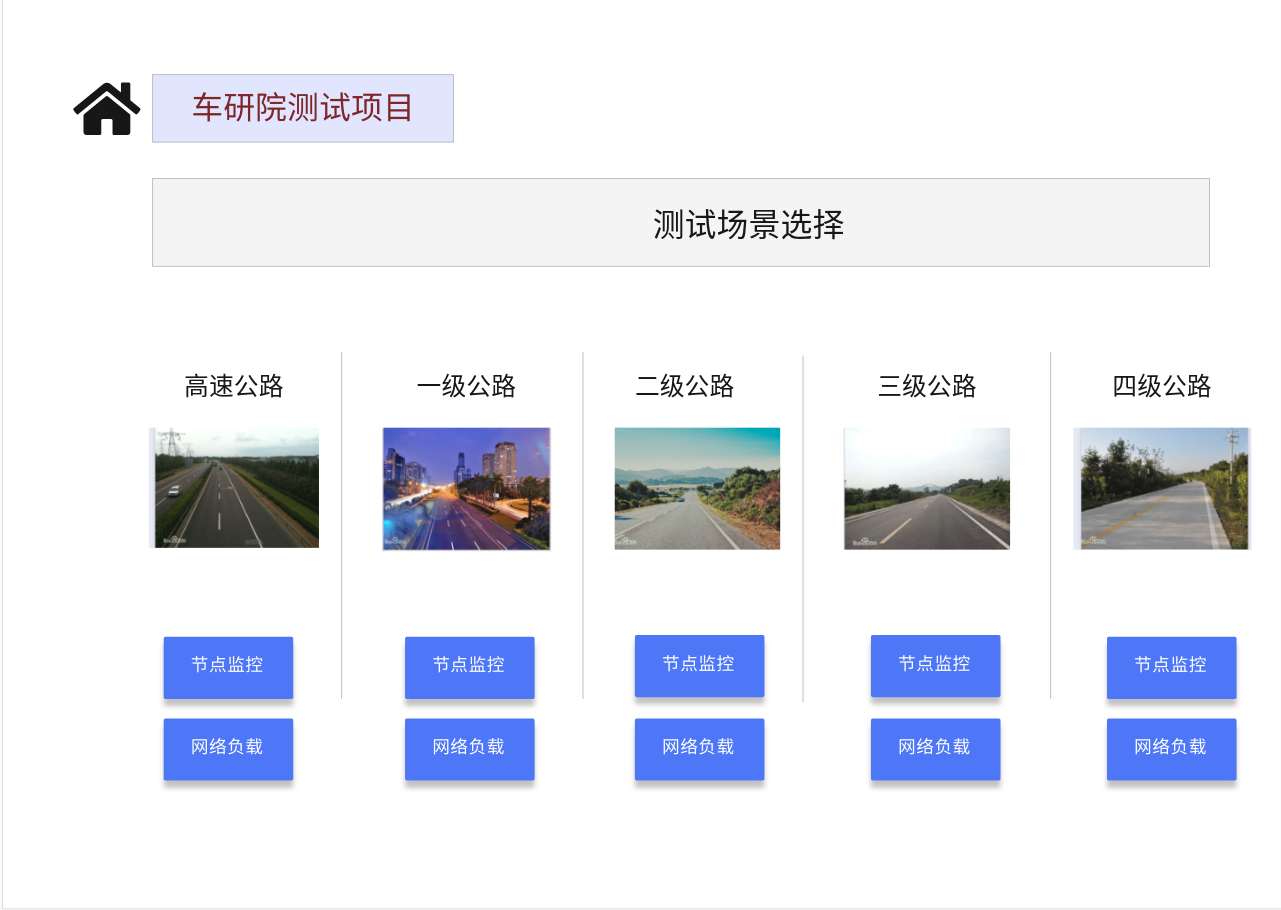 车研院测试项目
测试场景选择
高速公路
一级公路
二级公路
三级公路
四级公路
节点监控
节点监控
节点监控
节点监控
节点监控
网络负载
网络负载
网络负载
网络负载
网络负载